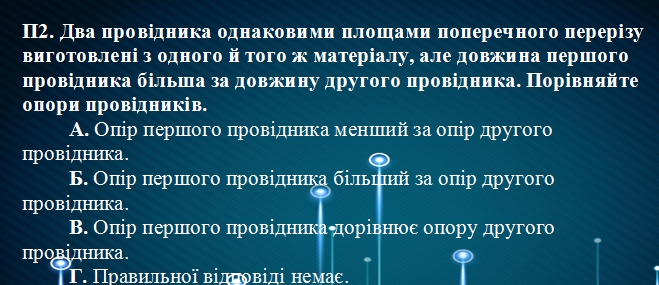 П2. Два провідника однаковими площами поперечного перерізу
виготовлені з одного й того ж матеріалу, але довжина першого
провідника більша за довжину другого провідника. Порівняйте
опори провідників.
А. Опір першого провідника менший за опір другого
провідника.
Б. Опір першого провідника більший за опір другого
провідника.
В. Опір першого провідника дорівнює опору другого
провідника.
Г. Правильної відповіді немає.